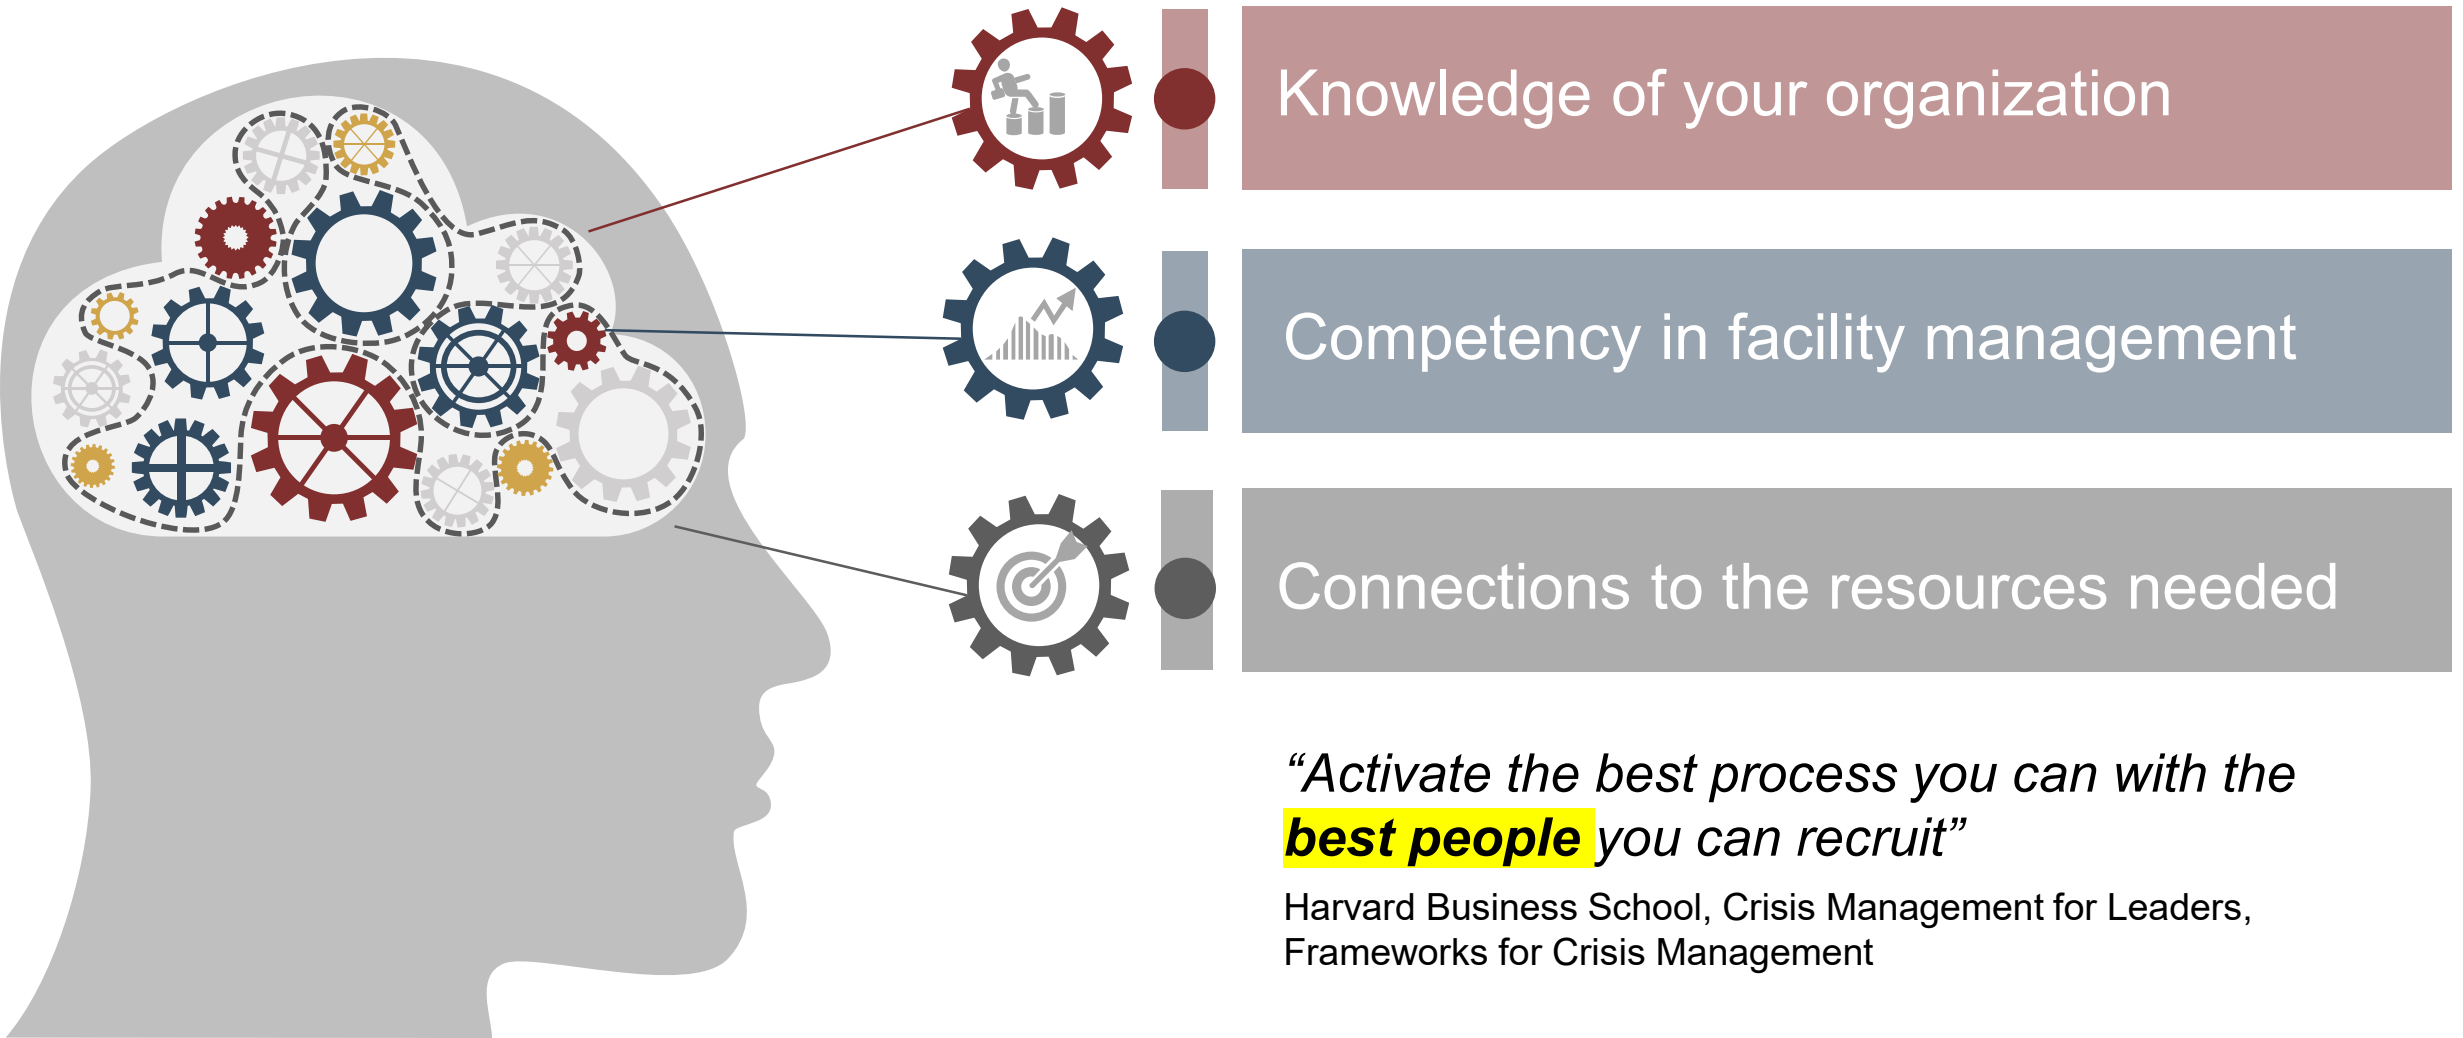 Knowledge of your organization
Competency in facility management
Connections to the resources needed
“Activate the best process you can with the
best people you can recruit”
Harvard Business School, Crisis Management for Leaders,
Frameworks for Crisis Management